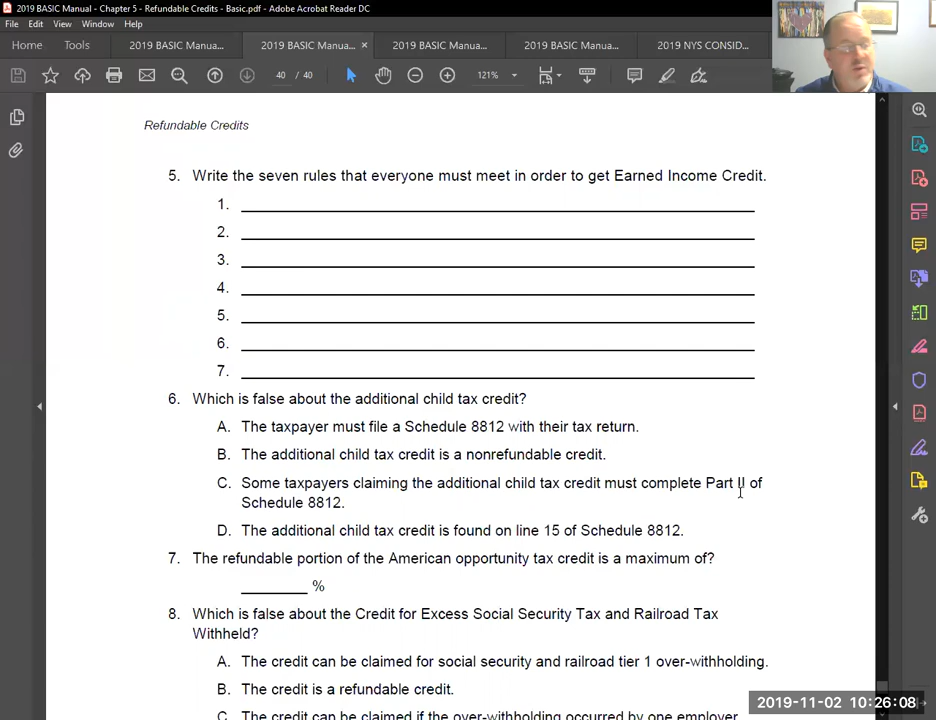 2019 BASIC Manual - Chapter 5 - Refundable Credits - Basic.pdf - Adobe Acrobat Reader DC
File Edit View Window Help
Home Tools 2019 BASIC Manua... 2019 BASIC Manua... × 2019 BASIC Manua... 2019 BASIC Manua... 2019 NYS CONSID...
40 / 40 121%
Refundable Credits
5. Write the seven rules that everyone must meet in order to get Earned Income Credit.
1.
2.
3.
4.
5.
6.
7.
6. Which is false about the additional child tax credit?
A. The taxpayer must file a Schedule 8812 with their tax return.
B. The additional child tax credit is a nonrefundable credit.
C. Some taxpayers claiming the additional child tax credit must complete Part II of
Schedule 8812.
D. The additional child tax credit is found on line 15 of Schedule 8812.
7. The refundable portion of the American opportunity tax credit is a maximum of?
%
8. Which is false about the Credit for Excess Social Security Tax and Railroad Tax
Withheld?
A. The credit can be claimed for social security and railroad tier 1 over-withholding.
B. The credit is a refundable credit.
C. The credit can be claimed if the over-withholding occurred by one employer.
2019-11-02 10:26:08